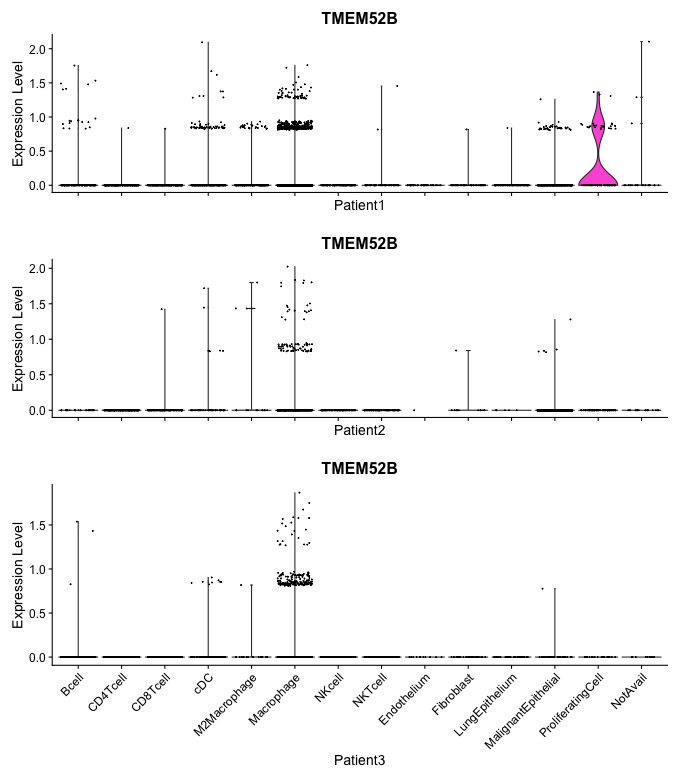 TMEM52B
Expression Level
2.0
1.5
1.0
0.5
0.0
Patient1
TMEM52B
Expression Level
2.0
1.5
1.0
0.5
0.0
Patient2
TMEM52B
Expression Level
1.5
1.0
0.5
0.0
Bcell
CD4Tcell
CD8Tcell
cDC
M2Macrophage
Macrophage
NKcell
NKTcell
Endothelium
Fibroblast
LungEpithelium
MalignantEpithelial
ProliferatingCell
NotAvail
Patient3